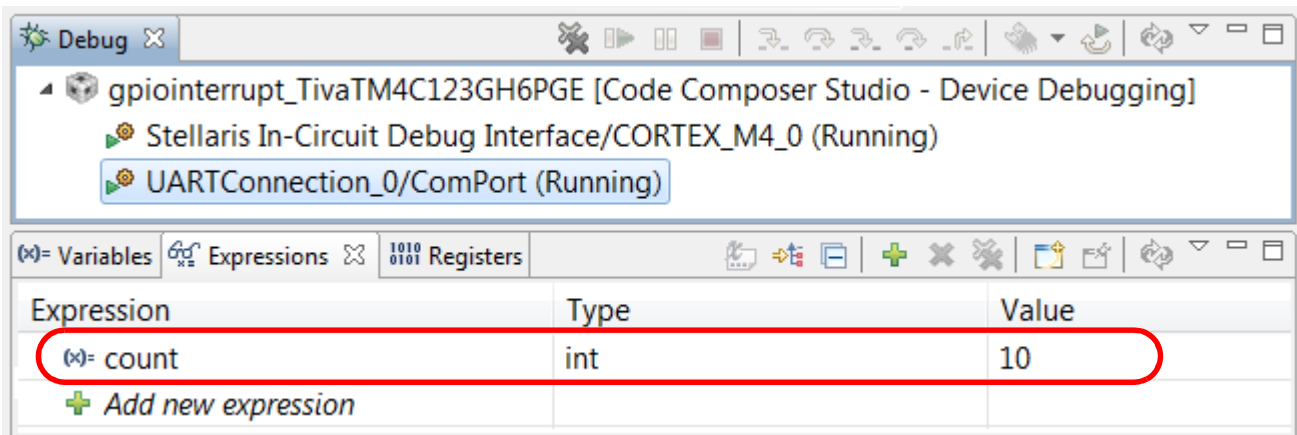 Debug
gpiointerrupt_TivaTM4C123GH6PGE [Code Composer Studio - Device Debugging]
Stellaris In-Circuit Debug Interface/CORTEX_M4_0 (Running)
UARTConnection_0/ComPort (Running)
(x)= Variables Expressions 1010 0101 Registers
Expression Type Value
(x)= count int 10
Add new expression